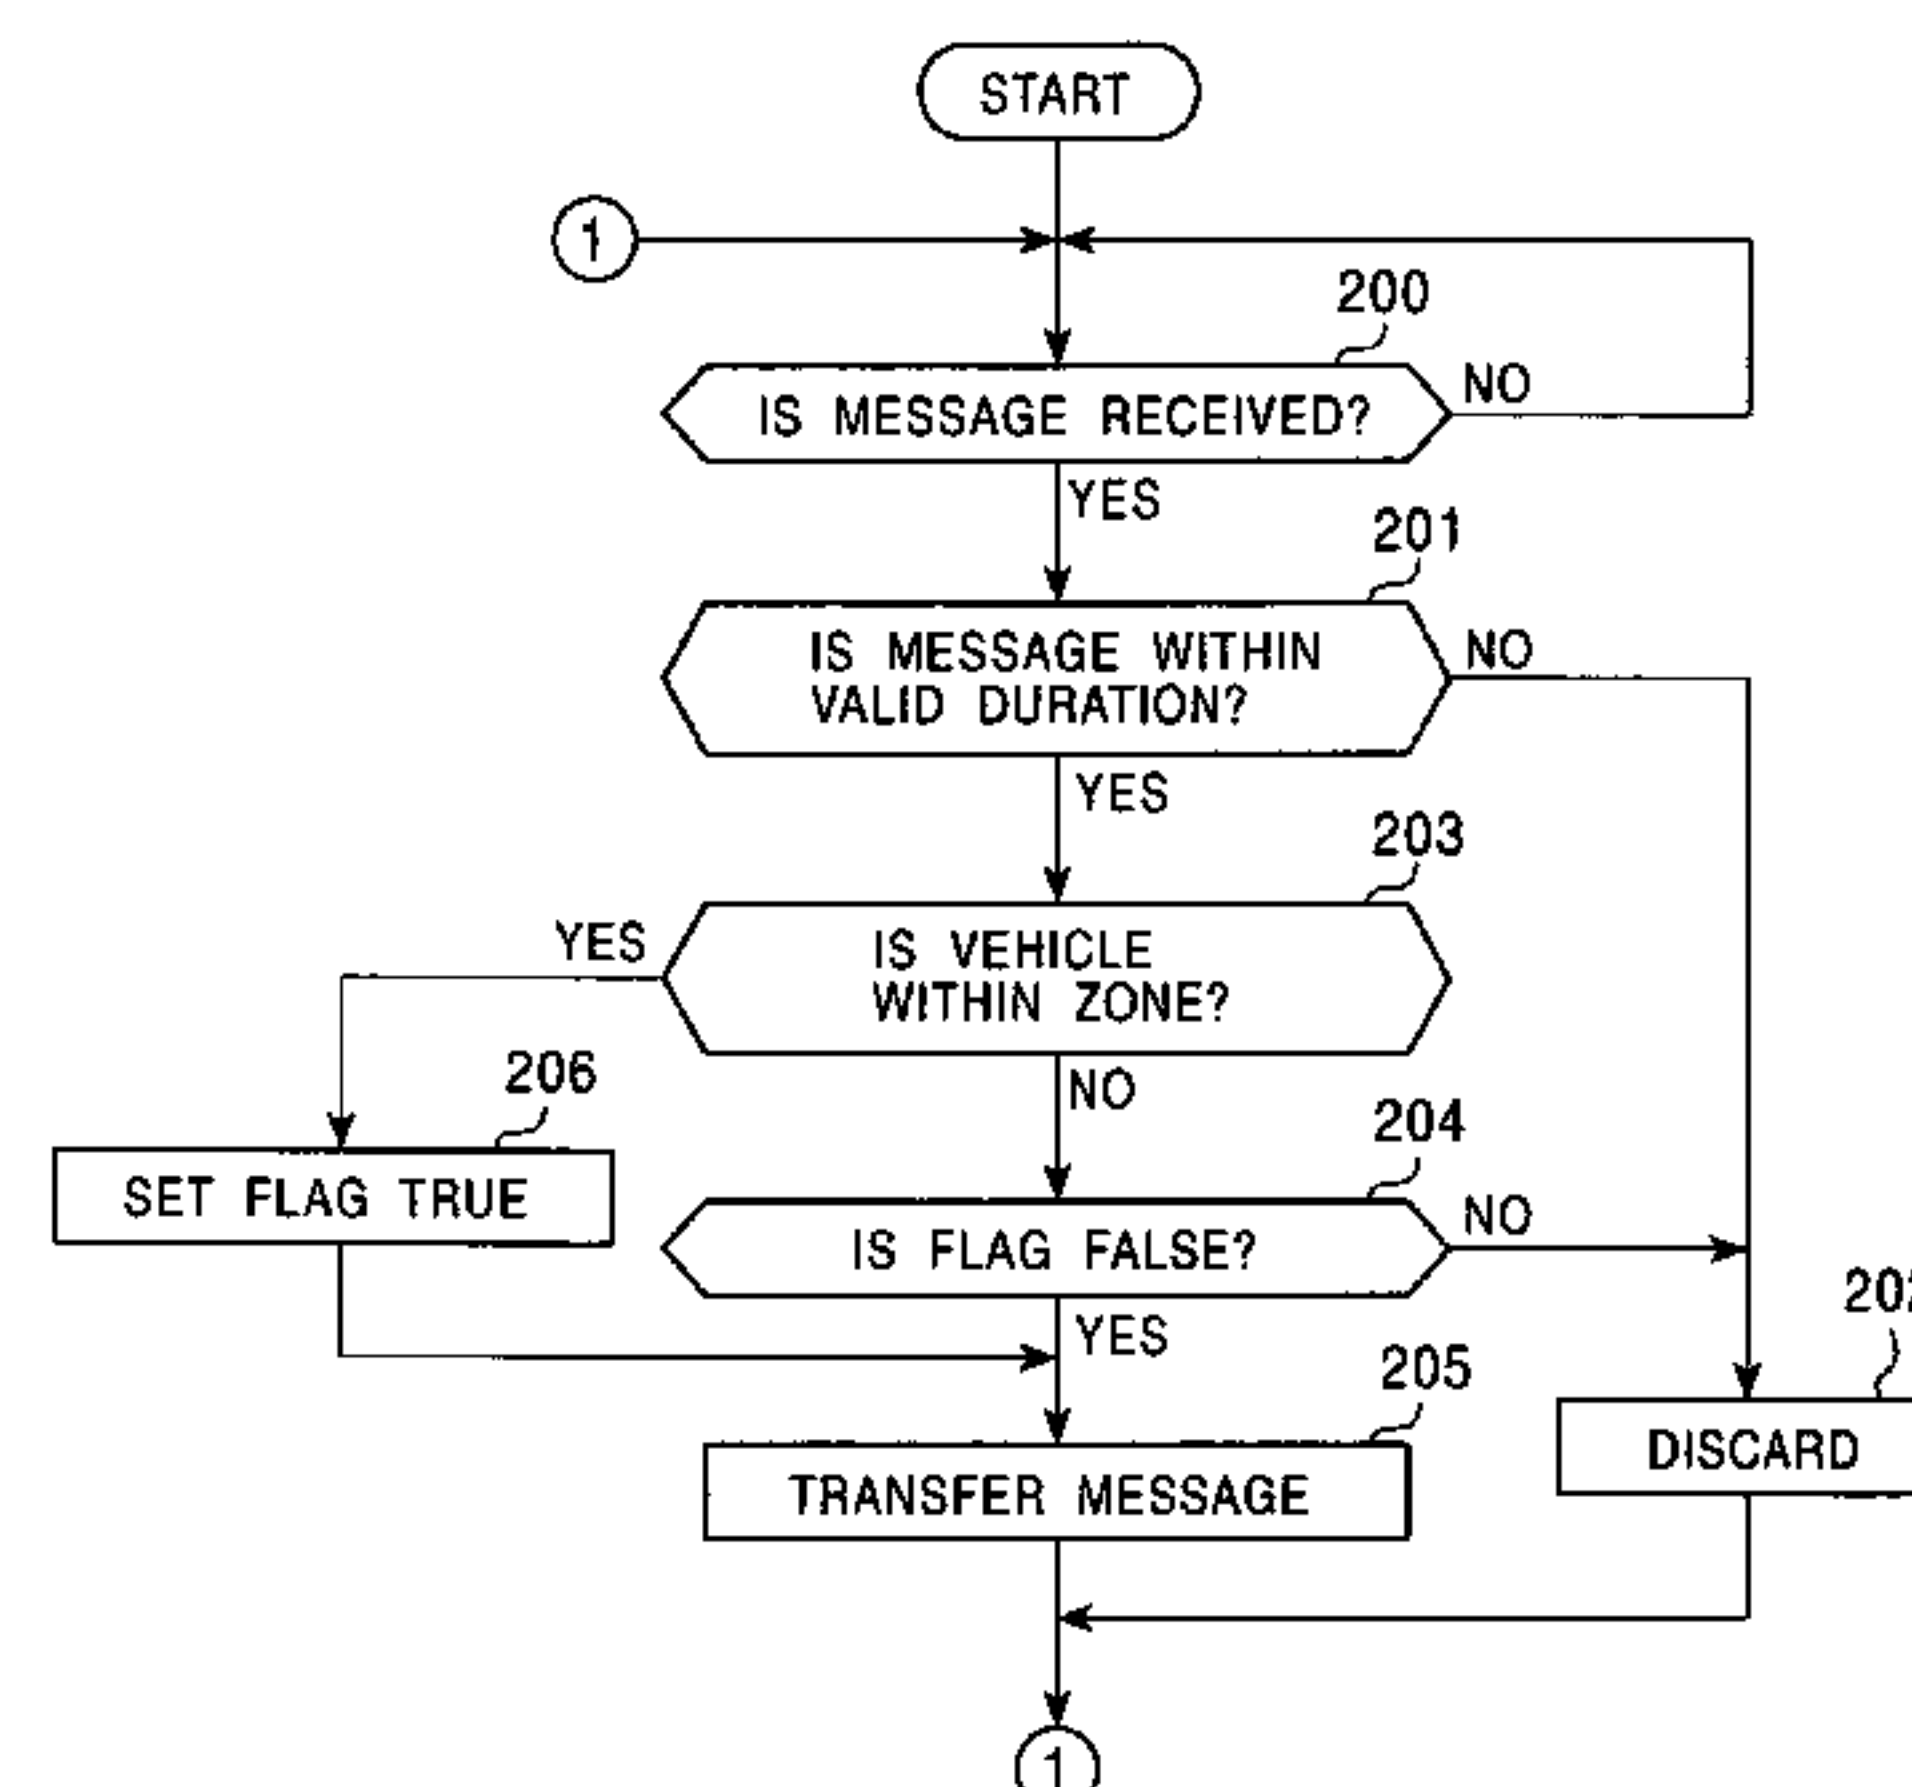 START
1
200
IS MESSAGE RECEIVED?
NO
YES
201
IS MESSAGE WITHIN
VALID DURATION?
NO
YES
203
YES
IS VEHICLE
WITHIN ZONE?
NO
206
SET FLAG TRUE
204
IS FLAG FALSE?
NO
YES
205
TRANSFER MESSAGE
DISCARD
1